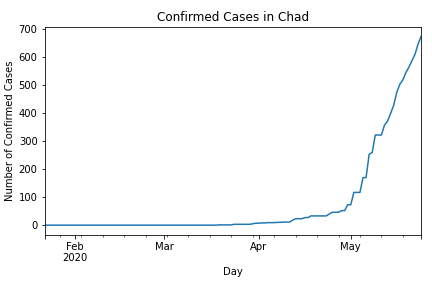 Confirmed Cases in Chad
Number of Confirmed Cases
700
600
500
400
300
200
100
0
Feb
2020
Mar
Apr
May
Day